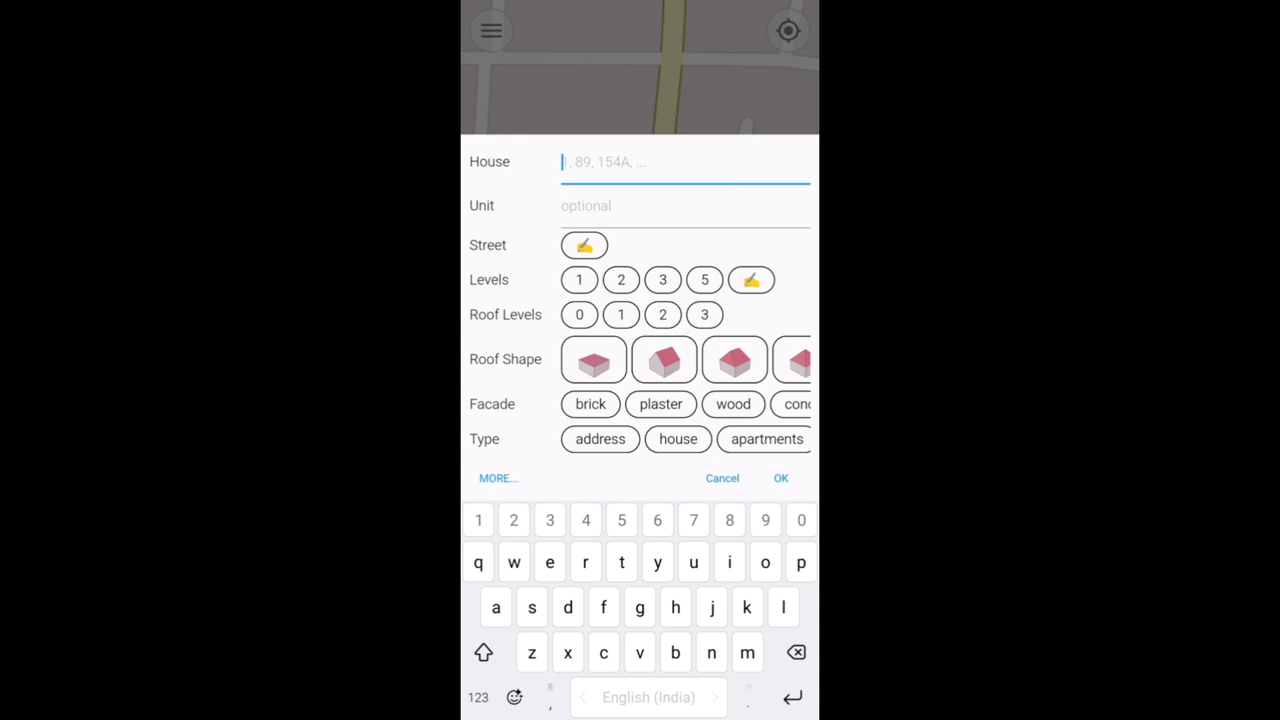 House 1, 89, 154A, ...
Unit optional
Street ✍
Levels 1 2 3 5 ✍
Roof Levels 0 1 2 3
Roof Shape
Facade brick plaster wood conc
Type address house apartments
MORE... Cancel OK
1 2 3 4 5 6 7 8 9 0
q w e r t y u i o p
a s d f g h j k l
z x c v b n m
123 , English (India) .